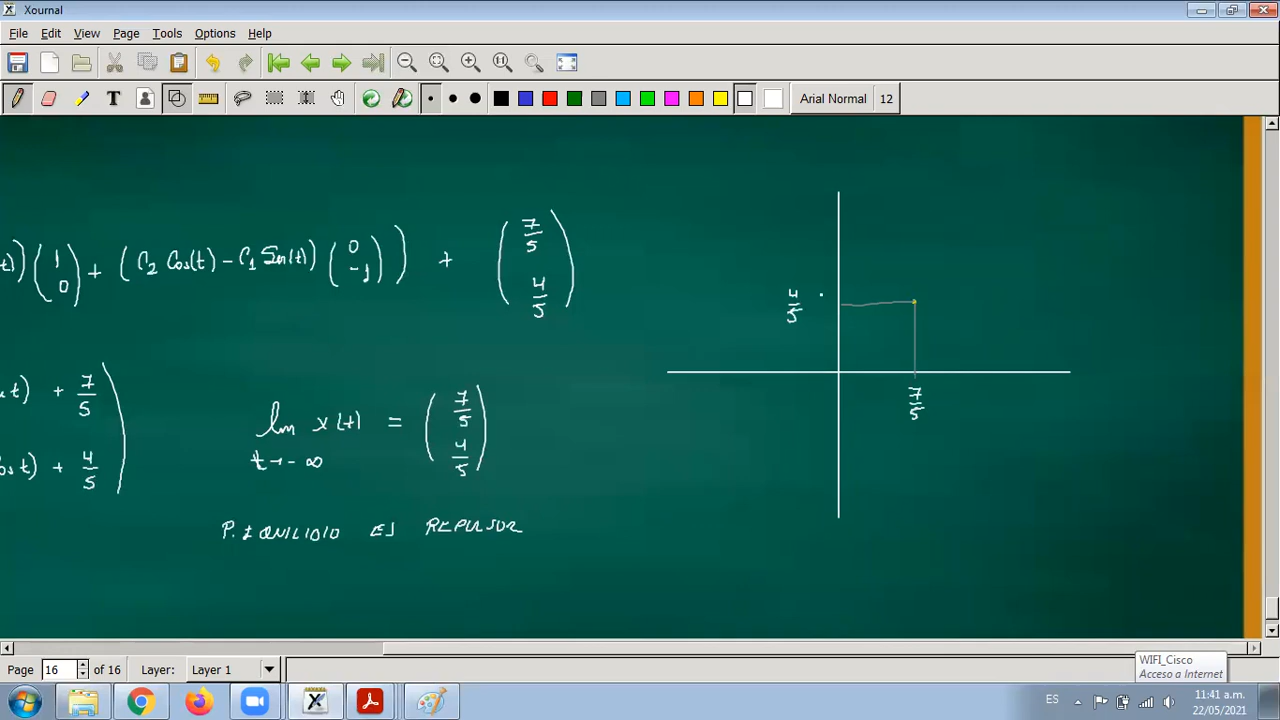 Xournal
File Edit View Page Tools Options Help
Arial Normal 12
t) (1 0) + (C2 Cos(t) - C1 Sen(t)) (0 -1)) + (7/5 4/5)
t) + 7/5
cos t) + 4/5
lim x(t) = (7/5 4/5)
t→-∞
P. EQUILIBIO ES REPULSOR
4/5
7/5
Page 16 of 16 Layer: Layer 1
WIFI_Cisco
Acceso a Internet
ES 11:41 a.m.
22/05/2021